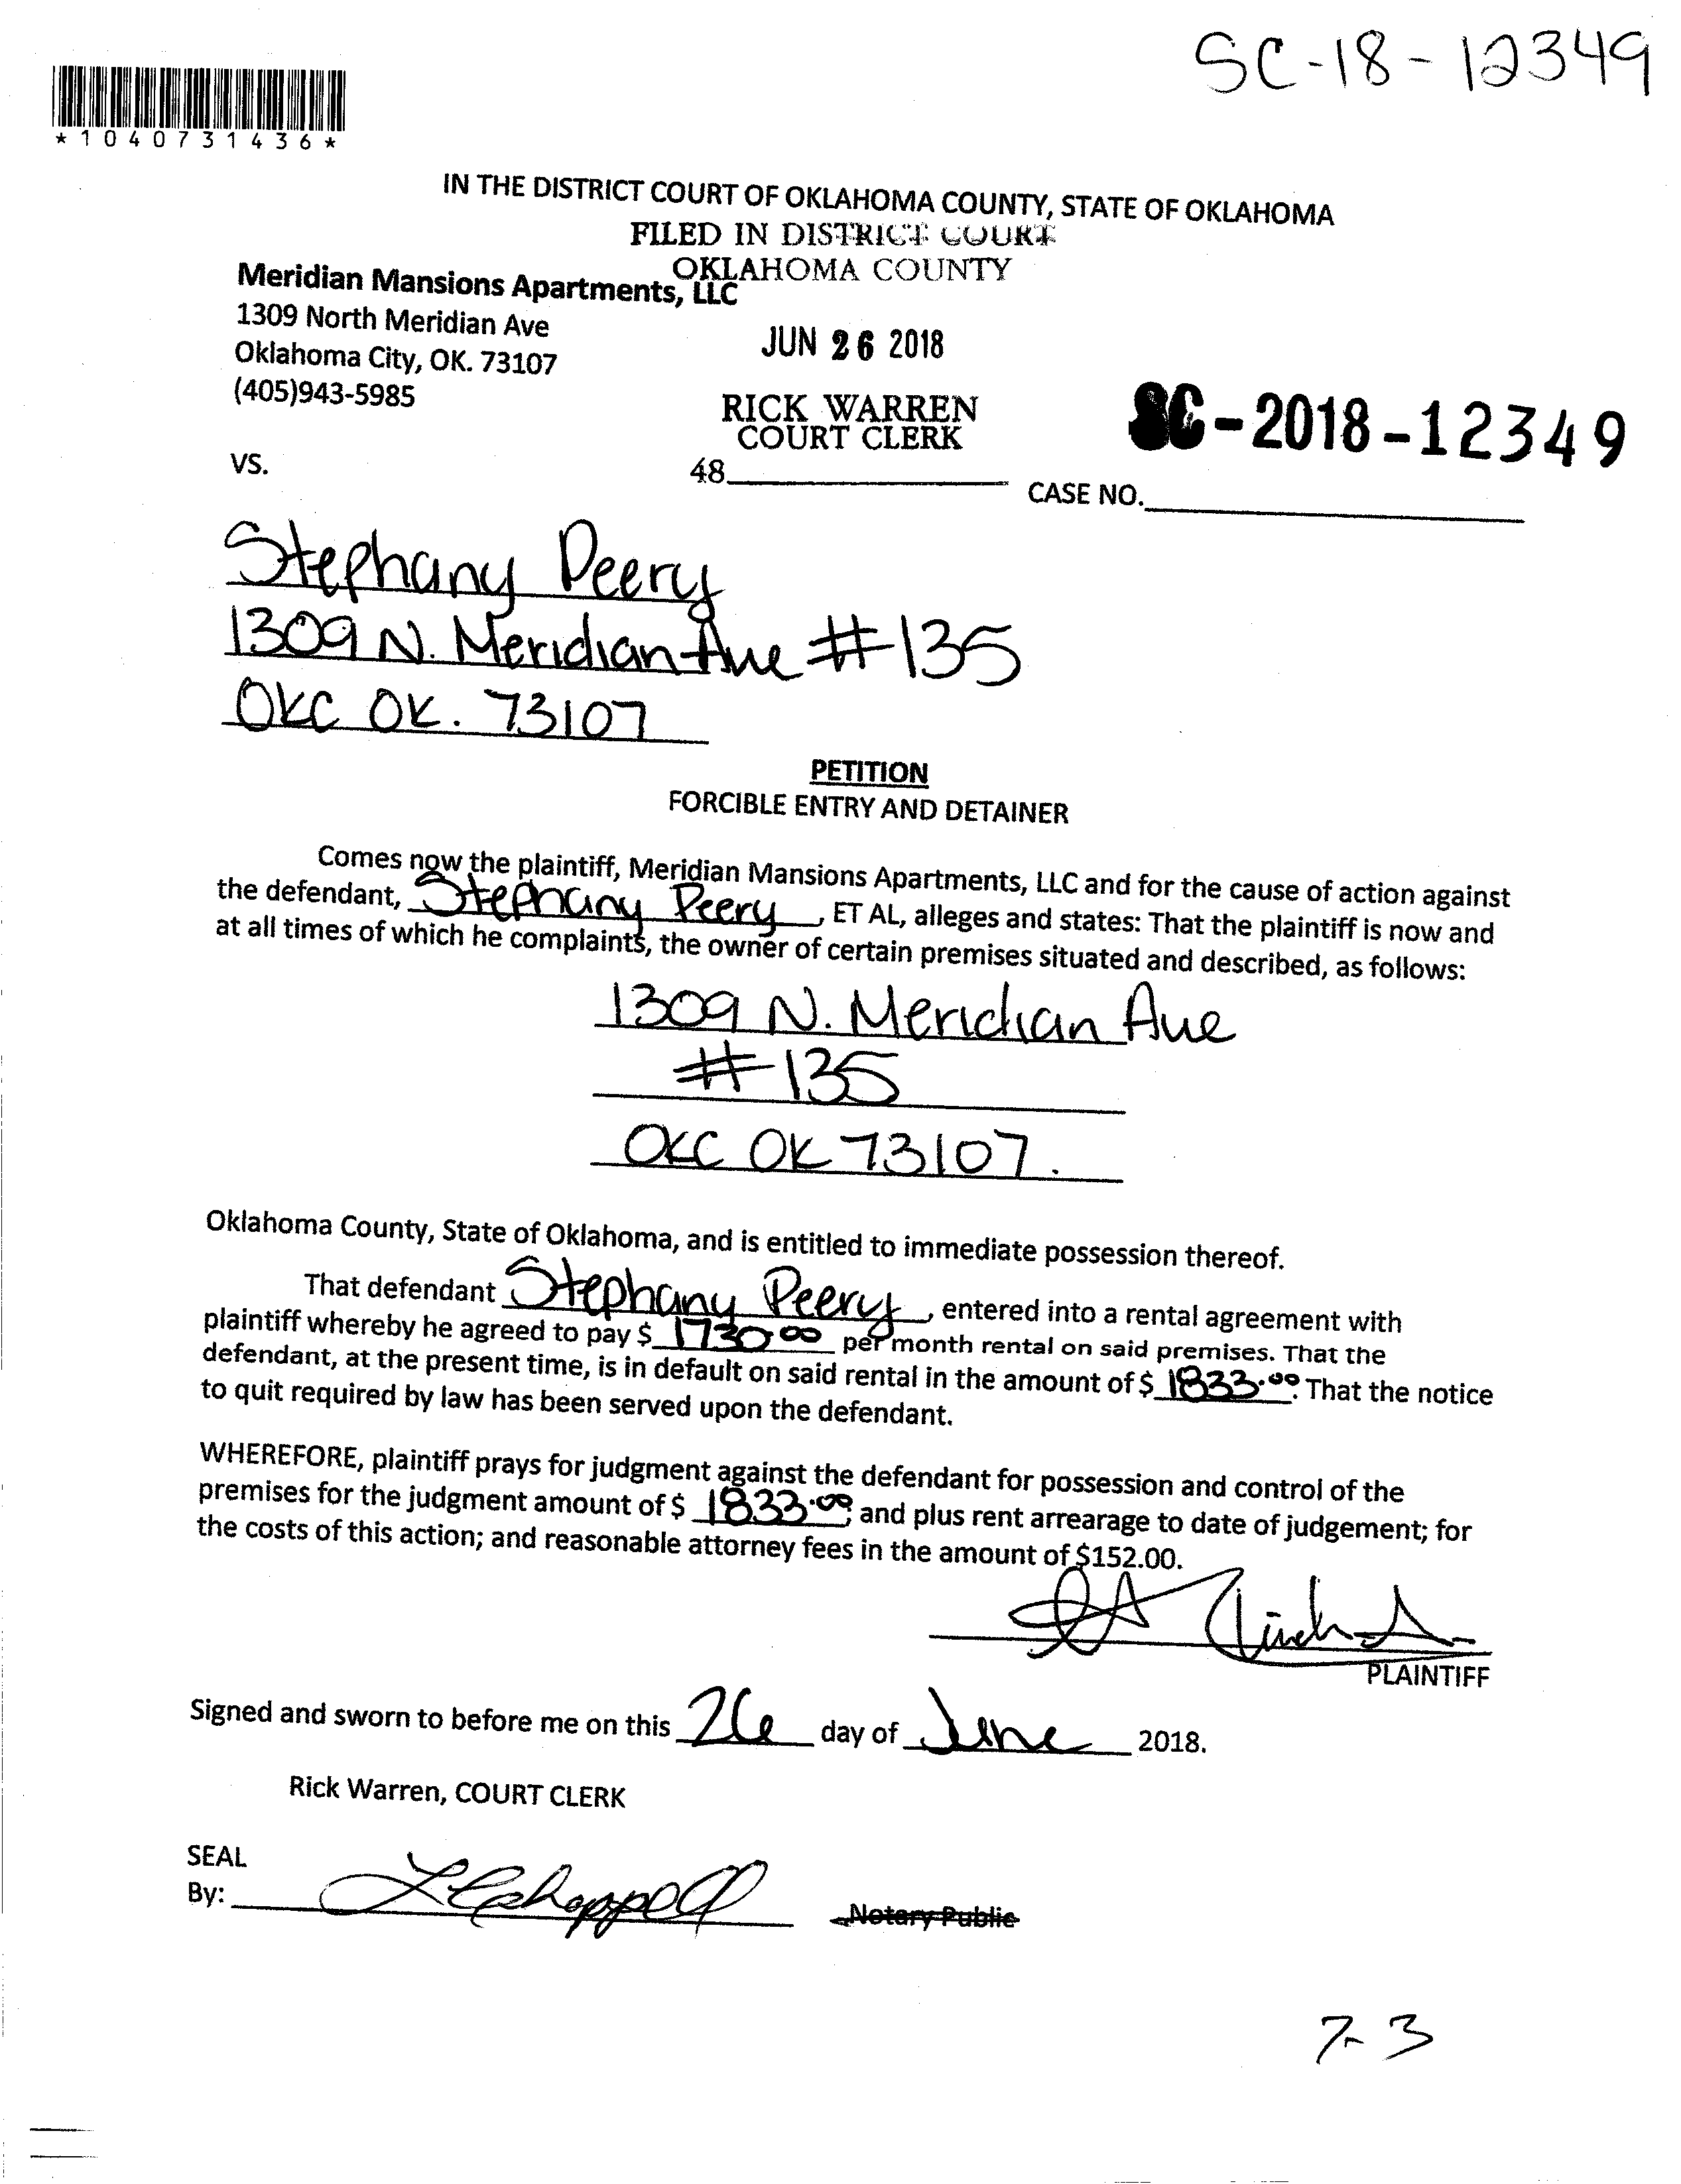 SC-18-12349
*1040731436*
IN THE DISTRICT COURT OF OKLAHOMA COUNTY, STATE OF OKLAHOMA
FILED IN DISTRICT COURT
OKLAHOMA COUNTY
Meridian Mansions Apartments, LLC
1309 North Meridian Ave
JUN 26 2018
Oklahoma City, OK. 73107
(405)943-5985
RICK WARREN
COURT CLERK
SC-2018-12349
VS.
48
CASE NO.
Stephany Peery
1309 N. Meridian Ave #135
OKC OK. 73107
PETITION
FORCIBLE ENTRY AND DETAINER
Comes now the plaintiff, Meridian Mansions Apartments, LLC and for the cause of action against
the defendant, Stephany Peery, ET AL, alleges and states: That the plaintiff is now and
at all times of which he complaints, the owner of certain premises situated and described, as follows:
1309 N. Meridian Ave
#135
OKC OK 73107.
Oklahoma County, State of Oklahoma, and is entitled to immediate possession thereof.
That defendant Stephany Peery, entered into a rental agreement with
plaintiff whereby he agreed to pay $ 1730.00 per month rental on said premises. That the
defendant, at the present time, is in default on said rental in the amount of $ 1833.00. That the notice
to quit required by law has been served upon the defendant.
WHEREFORE, plaintiff prays for judgment against the defendant for possession and control of the
premises for the judgment amount of $ 1833.00; and plus rent arrearage to date of judgement; for
the costs of this action; and reasonable attorney fees in the amount of $152.00.
PLAINTIFF
Signed and sworn to before me on this 26 day of June 2018.
Rick Warren, COURT CLERK
SEAL
By:
Notary Public
7-3